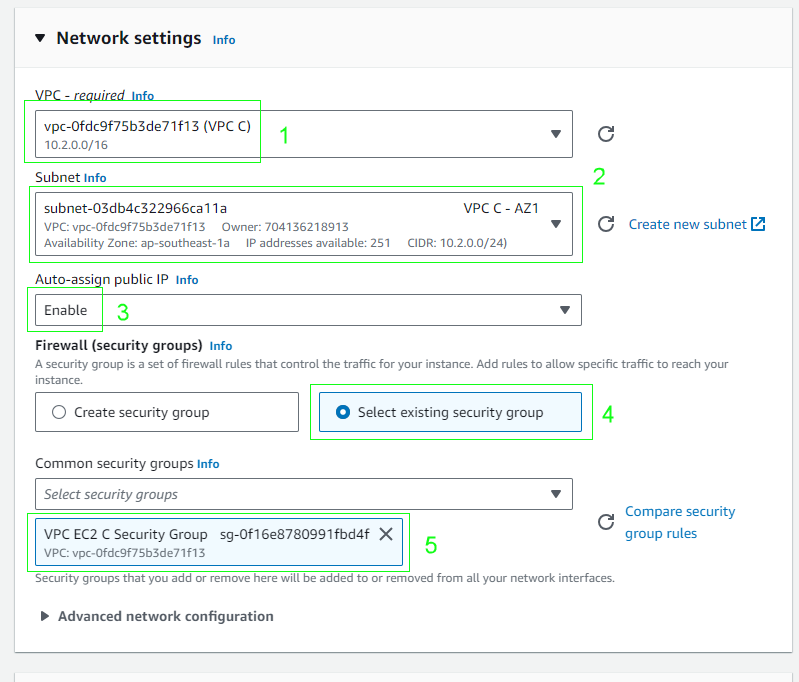 Network settings Info
VPC - required Info
vpc-0fdc9f75b3de71f13 (VPC C)
10.2.0.0/16
1
Subnet Info
2
subnet-03db4c322966ca11a VPC C - AZ1
VPC: vpc-0fdc9f75b3de71f13 Owner: 704136218913
Availability Zone: ap-southeast-1a IP addresses available: 251 CIDR: 10.2.0.0/24)
Create new subnet
Auto-assign public IP Info
Enable
3
Firewall (security groups) Info
A security group is a set of firewall rules that control the traffic for your instance. Add rules to allow specific traffic to reach your
instance.
Create security group
Select existing security group
4
Common security groups Info
Select security groups
Compare security
group rules
VPC EC2 C Security Group sg-0f16e8780991fbd4f
VPC: vpc-0fdc9f75b3de71f13
5
Security groups that you add or remove here will be added to or removed from all your network interfaces.
Advanced network configuration